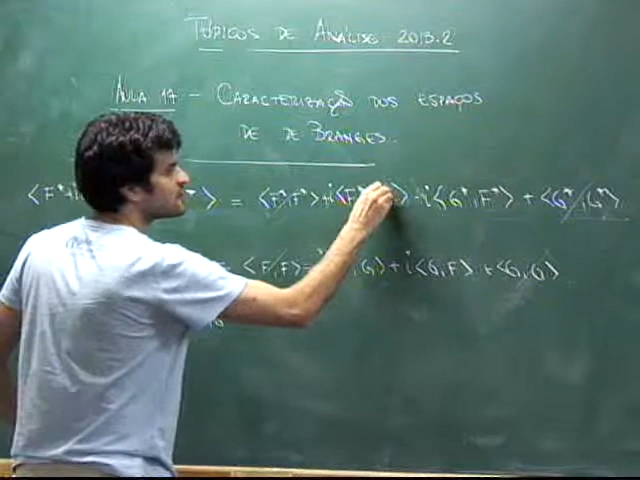 TÓPICOS DE ANÁLISE 2013.2
AULA 17 - CARACTERIZAÇÃO DOS ESPAÇOS
DE DE BRANGES.
= <F*,F*> + i<F* > i<G*,F*> + <G*,G*>
= <F,F> ,G> + i<G,F> + <G,G>